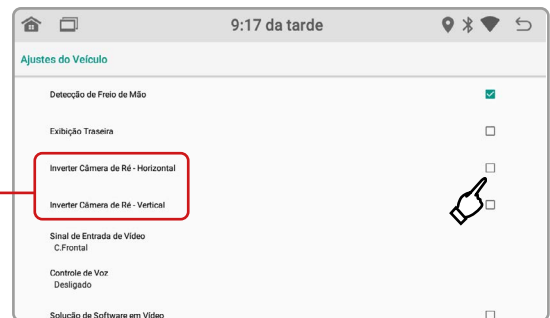 9:17 da tarde
Ajustes do Veículo
Detecção de Freio de Mão
Exibição Traseira
Inverter Câmera de Ré - Horizontal
Inverter Câmera de Ré - Vertical
Sinal de Entrada de Vídeo
C.Frontal
Controle de Voz
Desligado
Solução de Software em Vídeo